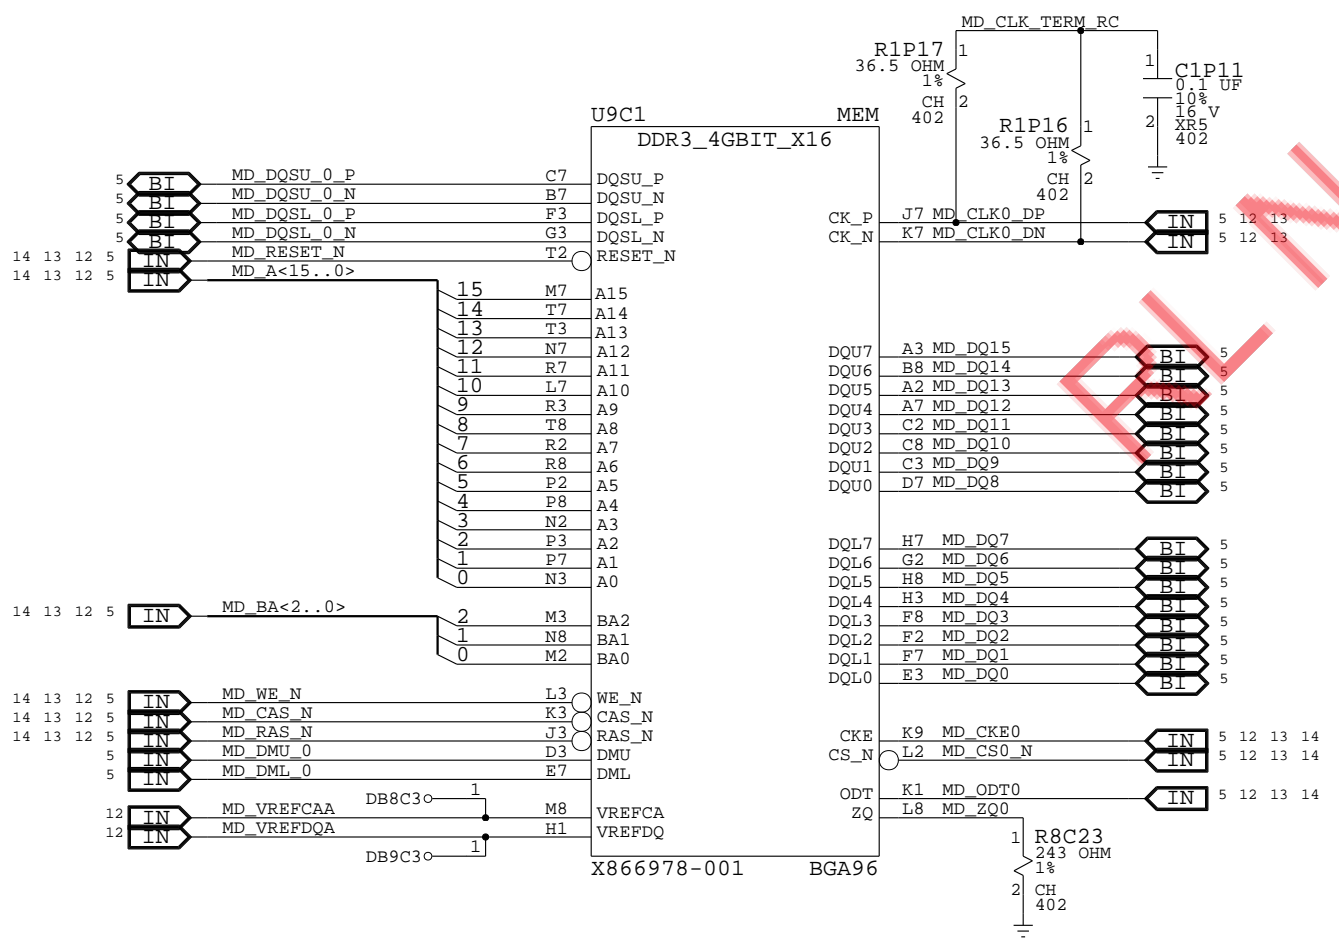 MD_CLK_TERM_RC
R1P17 1
36.5 OHM
1%
CH 2
402
1 C1P11
0.1 UF
10%
16 V
2 XR5
402
R1P16 1
36.5 OHM
1%
CH 2
402
U9C1 MEM
DDR3_4GBIT_X16
5 BI MD_DQSU_0_P C7 DQSU_P
5 BI MD_DQSU_0_N B7 DQSU_N
5 BI MD_DQSL_0_P F3 DQSL_P
5 BI MD_DQSL_0_N G3 DQSL_N
14 13 12 5 IN MD_RESET_N T2 RESET_N
14 13 12 5 IN MD_A<15..0>
CK_P J7 MD_CLK0_DP IN 5 12 13
CK_N K7 MD_CLK0_DN IN 5 12 13
15 M7 A15
14 T7 A14
13 T3 A13
12 N7 A12
11 R7 A11
10 L7 A10
9 R3 A9
8 T8 A8
7 R2 A7
6 R8 A6
5 P2 A5
4 P8 A4
3 N2 A3
2 P3 A2
1 P7 A1
0 N3 A0
DQU7 A3 MD_DQ15 BI 5
DQU6 B8 MD_DQ14 BI 5
DQU5 A2 MD_DQ13 BI 5
DQU4 A7 MD_DQ12 BI 5
DQU3 C2 MD_DQ11 BI 5
DQU2 C8 MD_DQ10 BI 5
DQU1 C3 MD_DQ9 BI 5
DQU0 D7 MD_DQ8 BI 5
DQL7 H7 MD_DQ7 BI 5
DQL6 G2 MD_DQ6 BI 5
DQL5 H8 MD_DQ5 BI 5
DQL4 H3 MD_DQ4 BI 5
DQL3 F8 MD_DQ3 BI 5
DQL2 F2 MD_DQ2 BI 5
DQL1 F7 MD_DQ1 BI 5
DQL0 E3 MD_DQ0 BI 5
14 13 12 5 IN MD_BA<2..0>
2 M3 BA2
1 N8 BA1
0 M2 BA0
14 13 12 5 IN MD_WE_N L3 WE_N
14 13 12 5 IN MD_CAS_N K3 CAS_N
14 13 12 5 IN MD_RAS_N J3 RAS_N
5 IN MD_DMU_0 D3 DMU
5 IN MD_DML_0 E7 DML
CKE K9 MD_CKE0 IN 5 12 13 14
CS_N L2 MD_CS0_N IN 5 12 13 14
ODT K1 MD_ODT0 IN 5 12 13 14
ZQ L8 MD_ZQ0
DB8C3 1
12 IN MD_VREFCAA M8 VREFCA
12 IN MD_VREFDQA H1 VREFDQ
DB9C3 1
X866978-001 BGA96
1 R8C23
243 OHM
1%
2 CH
402
RL N